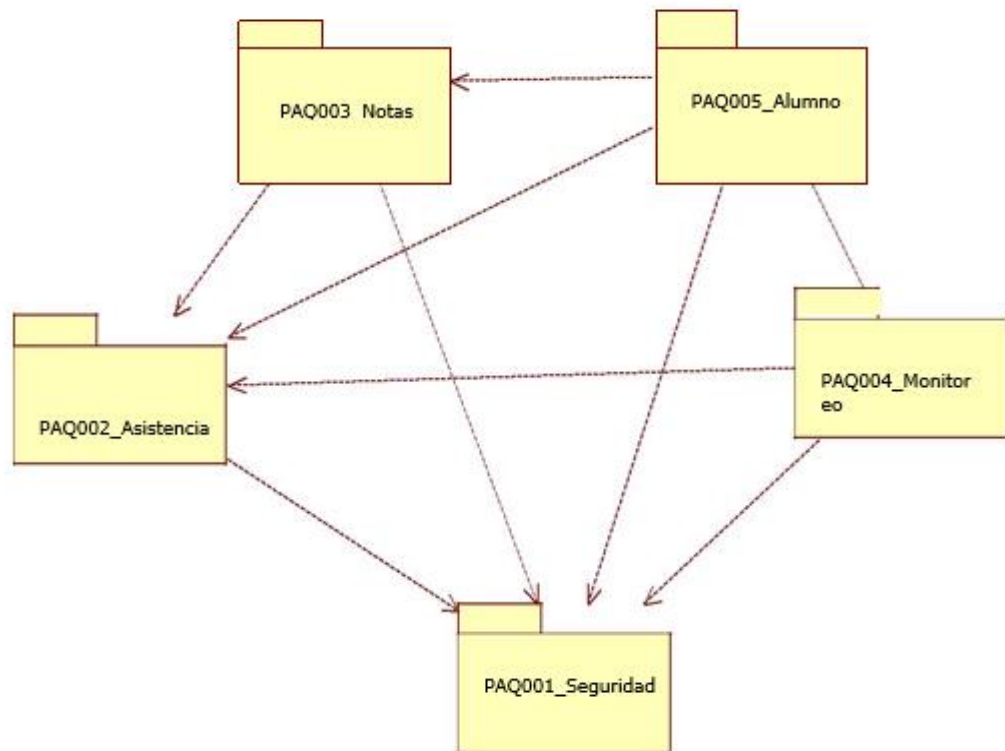 PAQ003 Notas
PAQ005_Alumno
PAQ004_Monitor
eo
PAQ002_Asistencia
PAQ001_Seguridad